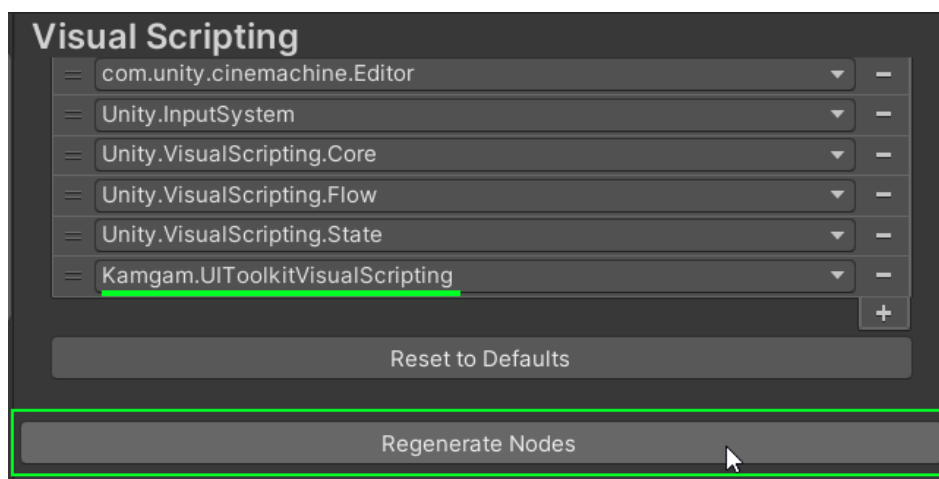 Visual Scripting
com.unity.cinemachine.Editor
Unity.InputSystem
Unity.VisualScripting.Core
Unity.VisualScripting.Flow
Unity.VisualScripting.State
Kamgam.UIToolkitVisualScripting
Reset to Defaults
Regenerate Nodes